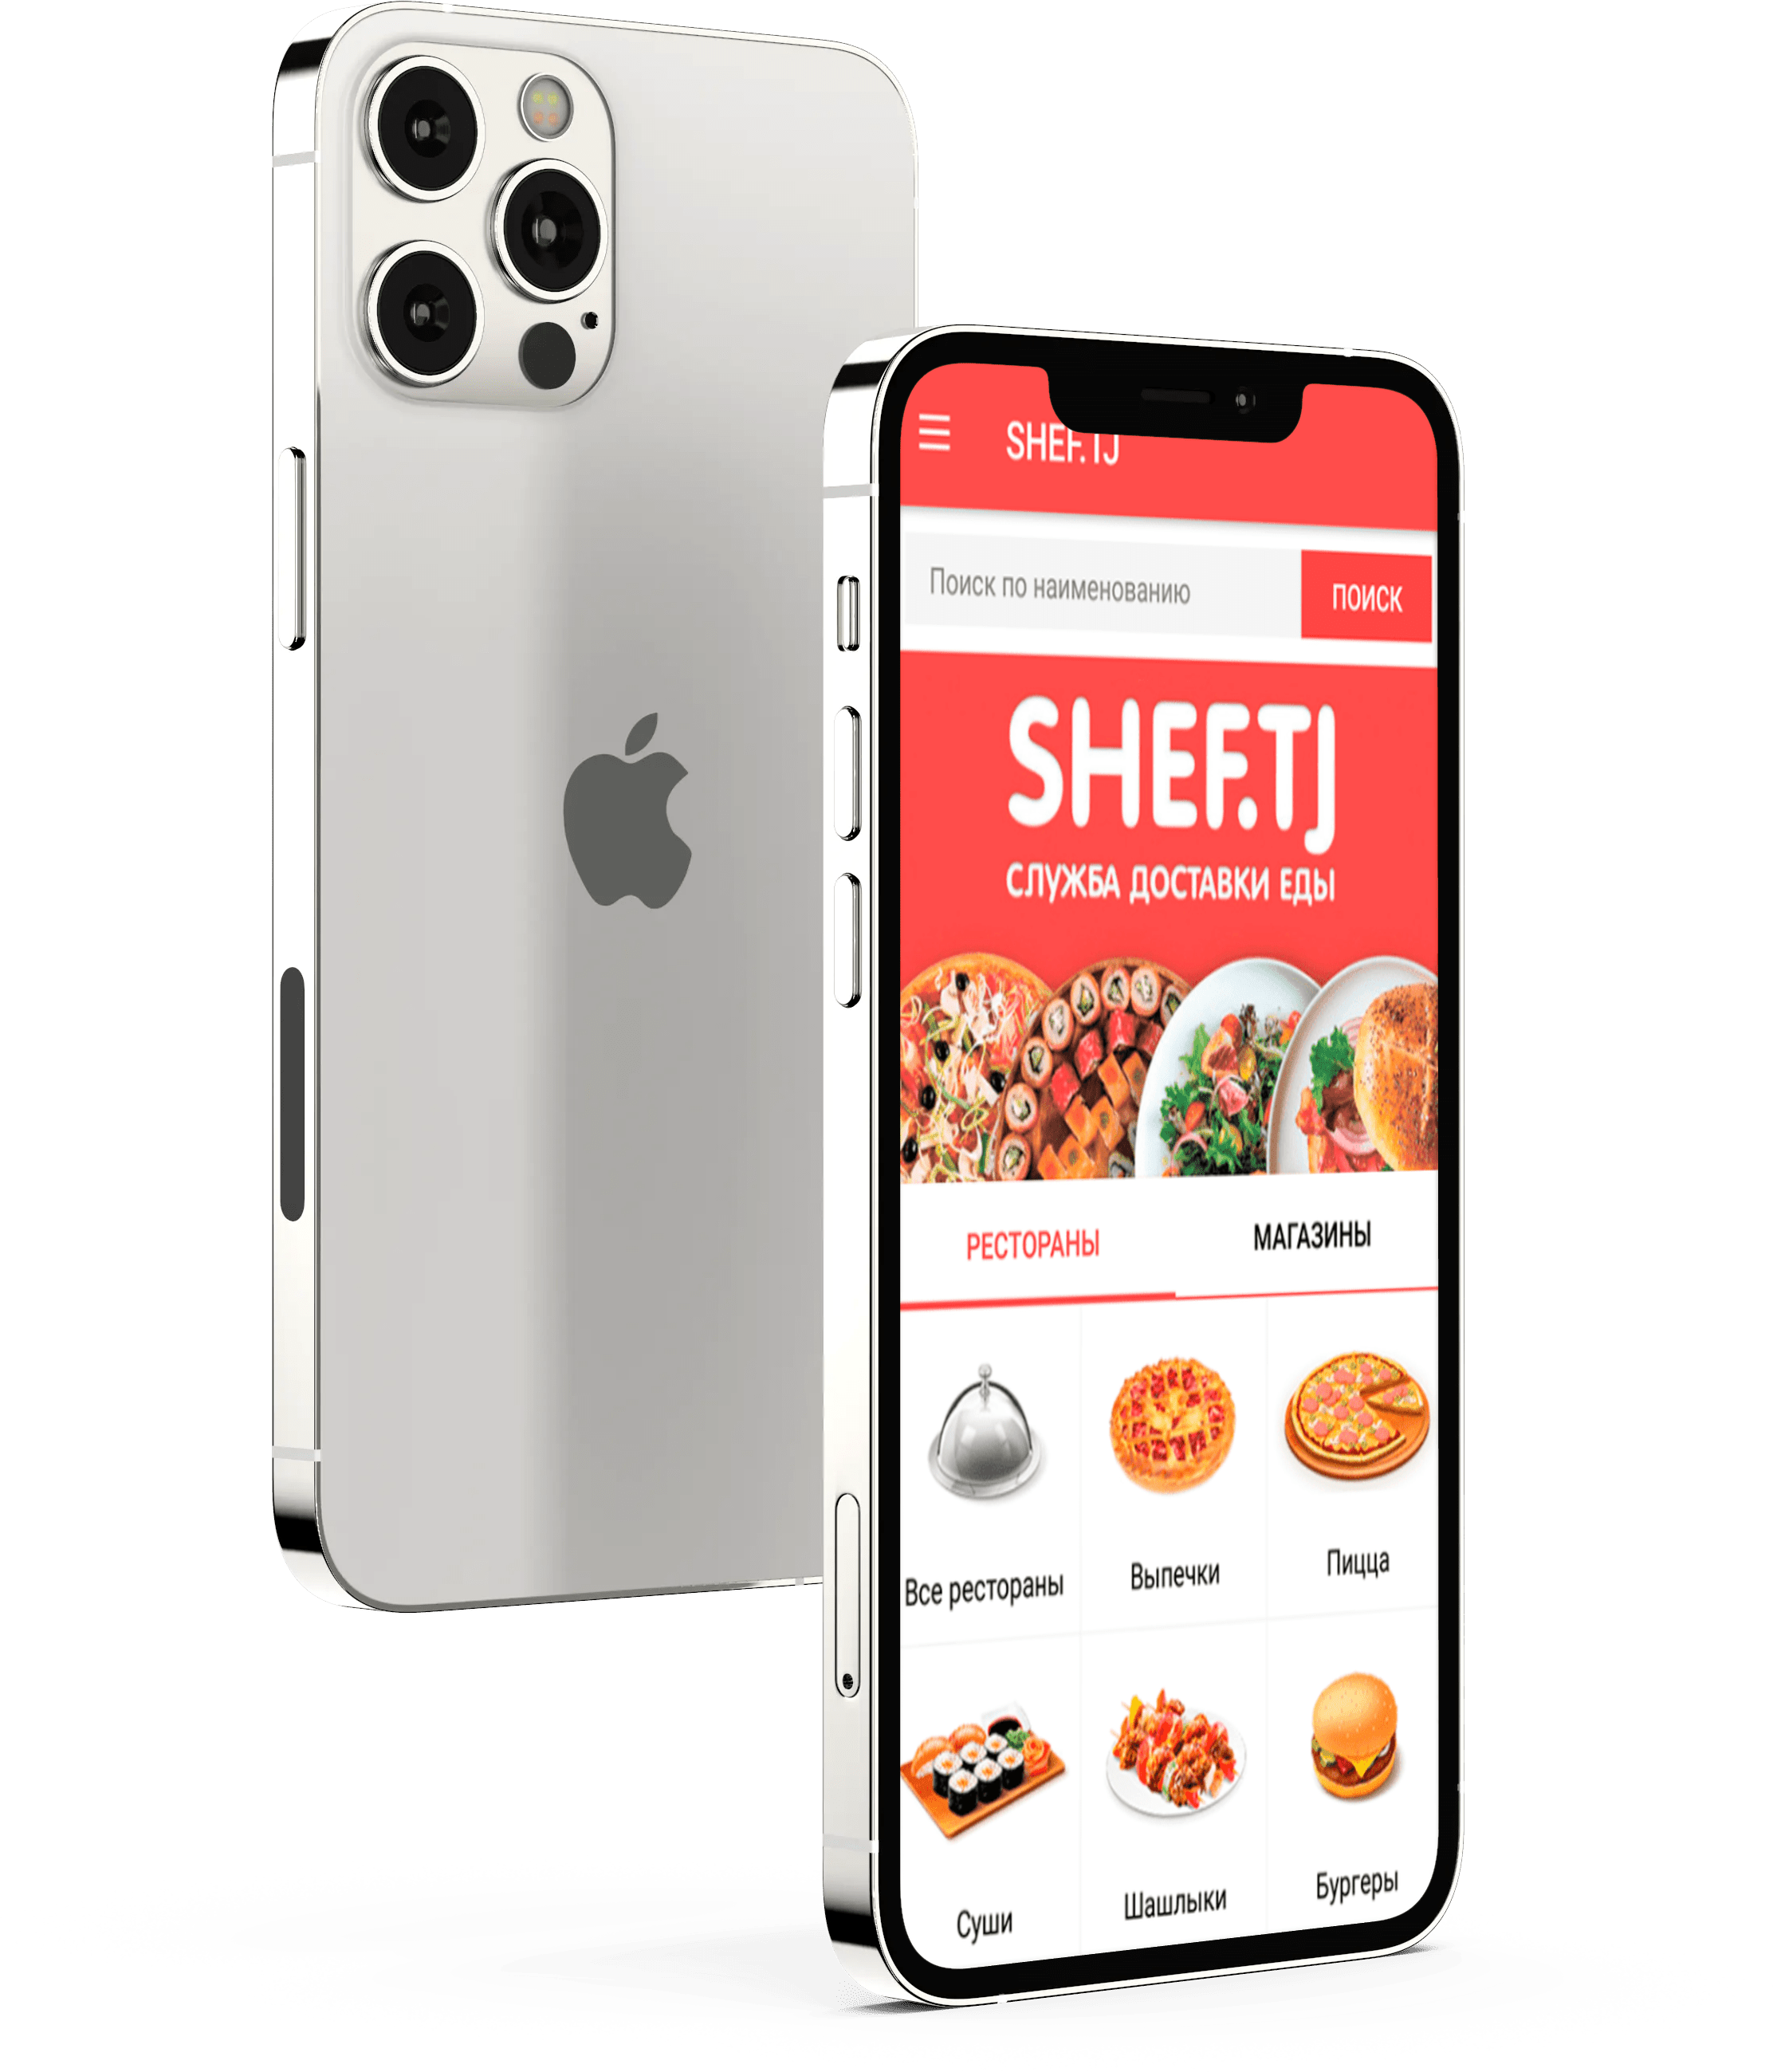 SHEF.TJ
Поиск по наименованию
ПОИСК
SHEF.TJ
СЛУЖБА ДОСТАВКИ ЕДЫ
РЕСТОРАНЫ
МАГАЗИНЫ
Все рестораны
Выпечки
Пицца
Суши
Шашлыки
Бургеры